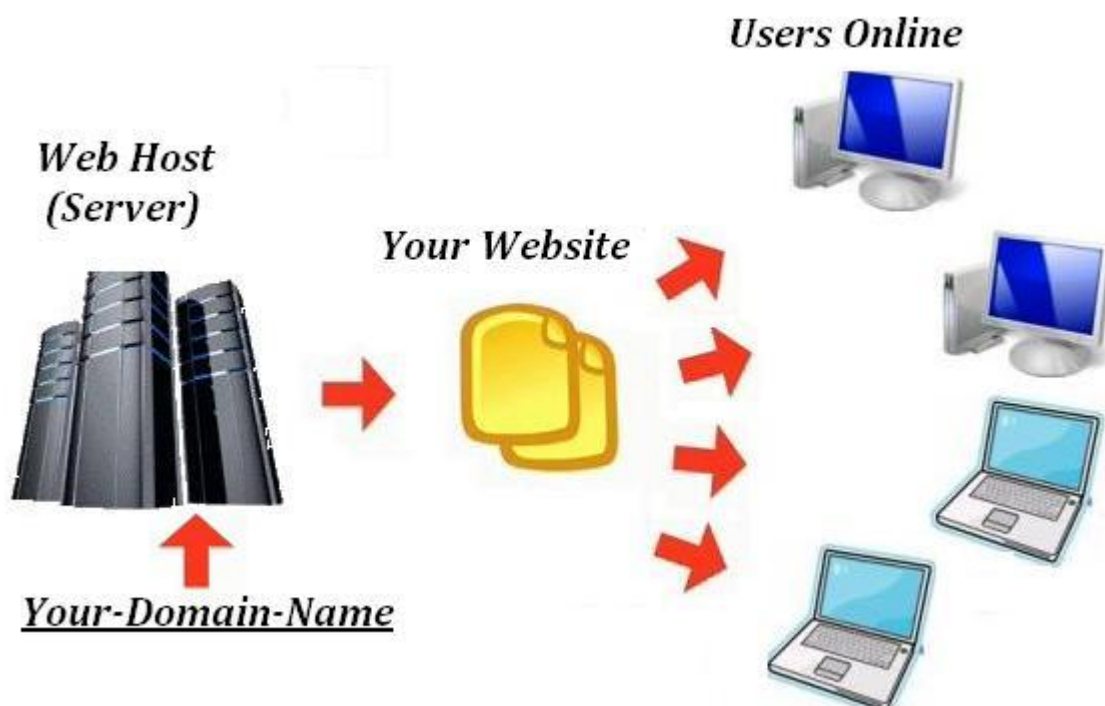 Users Online
Web Host
(Server)
Your Website
Your-Domain-Name